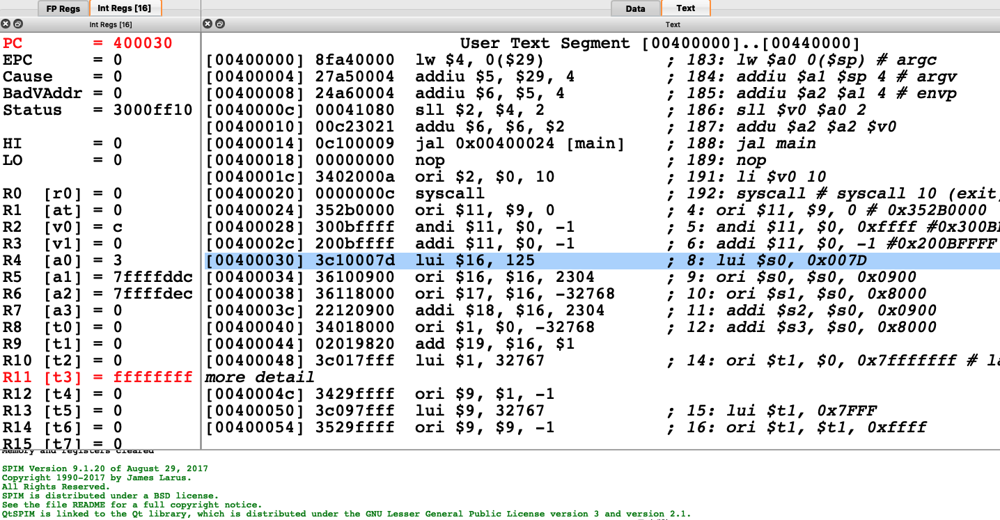 FP Regs Int Regs [16] Data Text
Int Regs [16] Text
PC = 400030
EPC = 0
Cause = 0
BadVAddr = 0
Status = 3000ff10
HI = 0
LO = 0
R0 [r0] = 0
R1 [at] = 0
R2 [v0] = c
R3 [v1] = 0
R4 [a0] = 3
R5 [a1] = 7ffffddc
R6 [a2] = 7ffffdec
R7 [a3] = 0
R8 [t0] = 0
R9 [t1] = 0
R10 [t2] = 0
R11 [t3] = ffffffff
R12 [t4] = 0
R13 [t5] = 0
R14 [t6] = 0
R15 [t7] = 0
User Text Segment [00400000]..[00440000]
[00400000] 8fa40000 lw $4, 0($29) ; 183: lw $a0 0($sp) # argc
[00400004] 27a50004 addiu $5, $29, 4 ; 184: addiu $a1 $sp 4 # argv
[00400008] 24a60004 addiu $6, $5, 4 ; 185: addiu $a2 $a1 4 # envp
[0040000c] 00041080 sll $2, $4, 2 ; 186: sll $v0 $a0 2
[00400010] 00c23021 addu $6, $6, $2 ; 187: addu $a2 $a2 $v0
[00400014] 0c100009 jal 0x00400024 [main] ; 188: jal main
[00400018] 00000000 nop ; 189: nop
[0040001c] 3402000a ori $2, $0, 10 ; 191: li $v0 10
[00400020] 0000000c syscall ; 192: syscall # syscall 10 (exit)
[00400024] 352b0000 ori $11, $9, 0 ; 4: ori $11, $9, 0 # 0x352B0000
[00400028] 300bffff andi $11, $0, -1 ; 5: andi $11, $0, 0xffff #0x300B
[0040002c] 200bffff addi $11, $0, -1 ; 6: addi $11, $0, -1 #0x200BFFFF
[00400030] 3c10007d lui $16, 125 ; 8: lui $s0, 0x007D
[00400034] 36100900 ori $16, $16, 2304 ; 9: ori $s0, $s0, 0x0900
[00400038] 36118000 ori $17, $16, -32768 ; 10: ori $s1, $s0, 0x8000
[0040003c] 22120900 addi $18, $16, 2304 ; 11: addi $s2, $s0, 0x0900
[00400040] 34018000 ori $1, $0, -32768 ; 12: addi $s3, $s0, 0x8000
[00400044] 02019820 add $19, $16, $1
[00400048] 3c017fff lui $1, 32767 ; 14: ori $t1, $0, 0x7fffffff #
more detail
[0040004c] 3429ffff ori $9, $1, -1
[00400050] 3c097fff lui $9, 32767 ; 15: lui $t1, 0x7FFF
[00400054] 3529ffff ori $9, $9, -1 ; 16: ori $t1, $t1, 0xffff
Memory and registers cleared
SPIM Version 9.1.20 of August 29, 2017
Copyright 1990-2017 by James Larus.
All Rights Reserved.
SPIM is distributed under a BSD license.
See the file README for a full copyright notice.
QtSPIM is linked to the Qt library, which is distributed under the GNU Lesser General Public License version 3 and version 2.1.